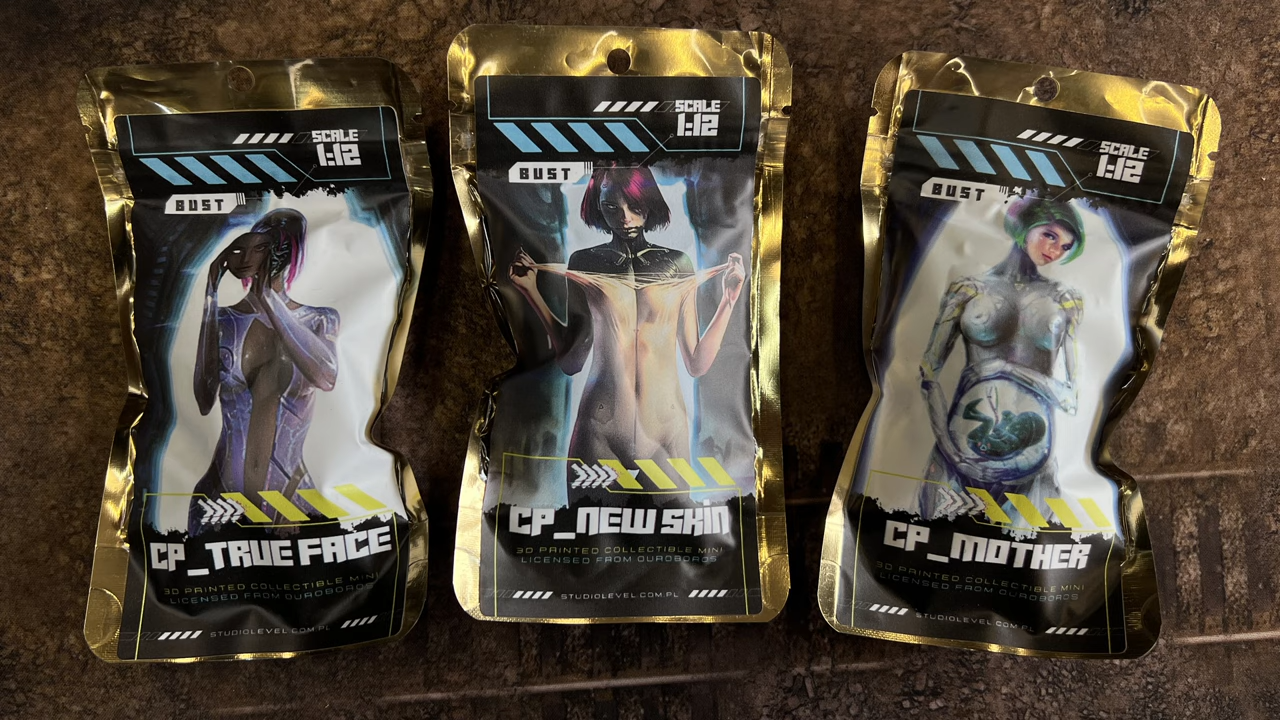 SCALE
1:12
BUST
CP_TRUE FACE
3D PRINTED COLLECTIBLE MINI
LICENSED FROM OUROBOROS
STUDIOLEVEL.COM.PL
SCALE
1:12
BUST
CP_NEW SKIN
3D PRINTED COLLECTIBLE MINI
LICENSED FROM OUROBOROS
STUDIOLEVEL.COM.PL
SCALE
1:12
BUST
CP_MOTHER
3D PRINTED COLLECTIBLE MINI
LICENSED FROM OUROBOROS
STUDIOLEVEL.COM.PL